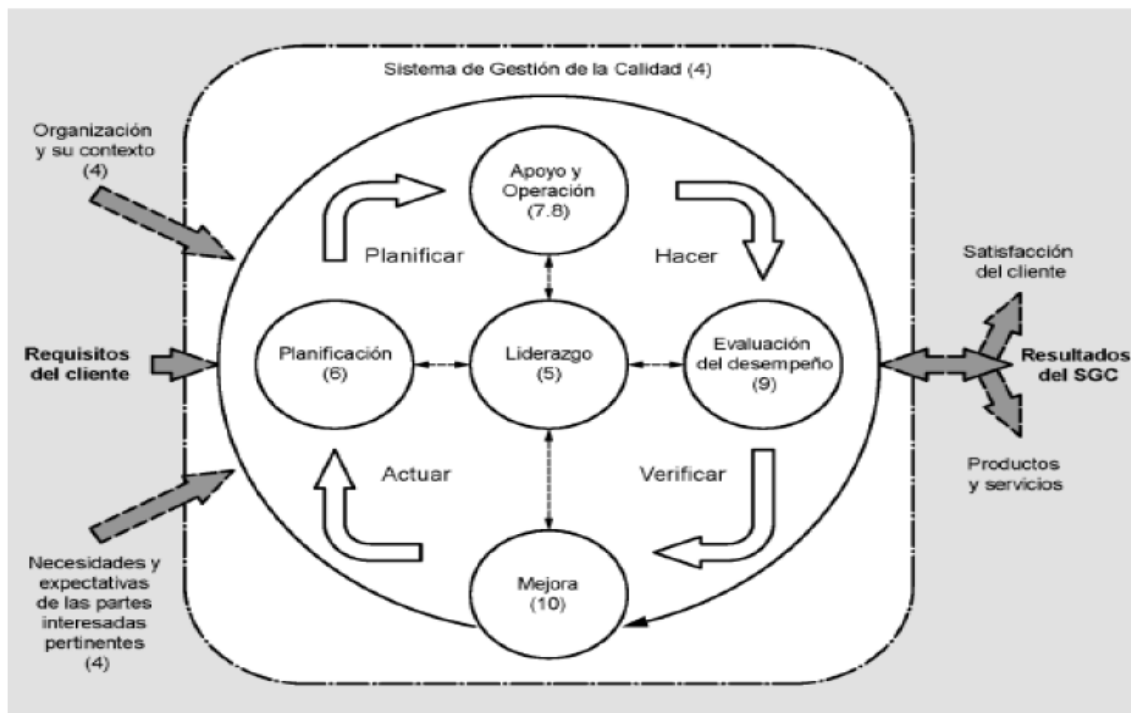 Sistema de Gestión de la Calidad (4)
Organización
y su contexto
(4)
Apoyo y
Operación
(7.8)
Planificar
Hacer
Satisfacción
del cliente
Requisitos
del cliente
Planificación
(6)
Liderazgo
(5)
Evaluación
del desempeño
(9)
Resultados
del SGC
Actuar
Verificar
Productos
y servicios
Necesidades y
expectativas
de las partes
interesadas
pertinentes
(4)
Mejora
(10)